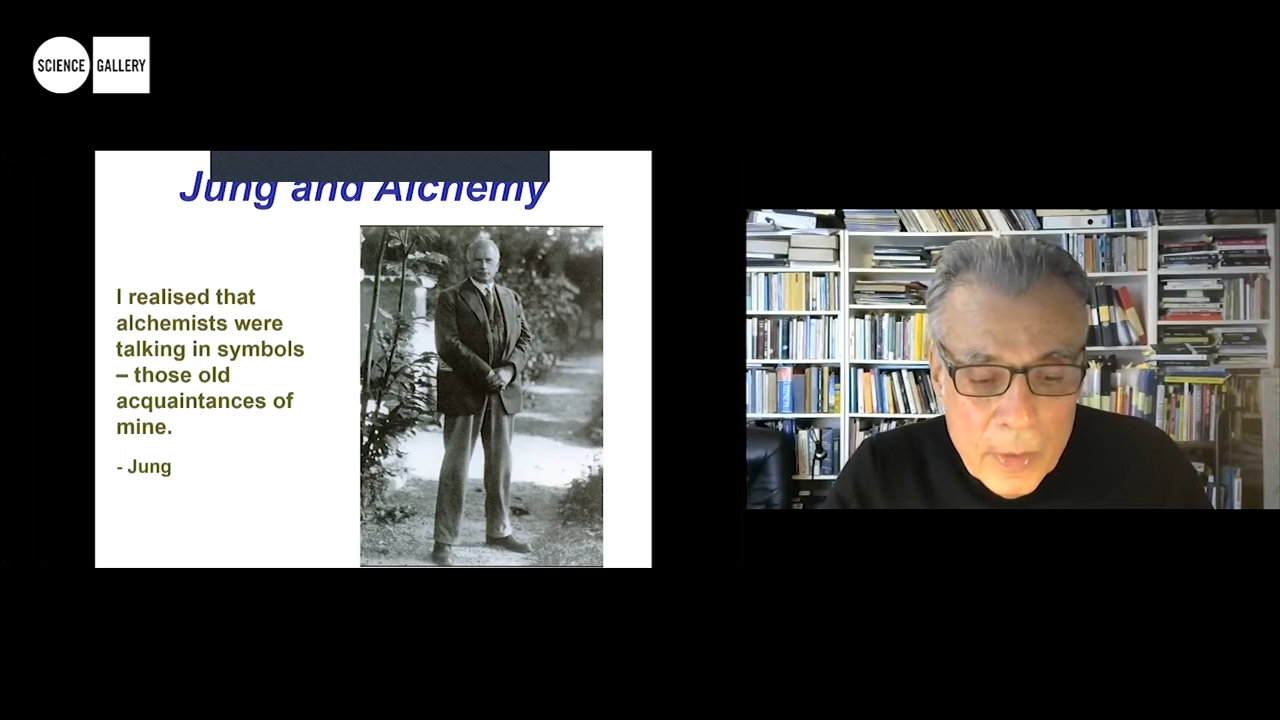 SCIENCE GALLERY
Jung and Alchemy
I realised that
alchemists were
talking in symbols
– those old
acquaintances of
mine.
- Jung